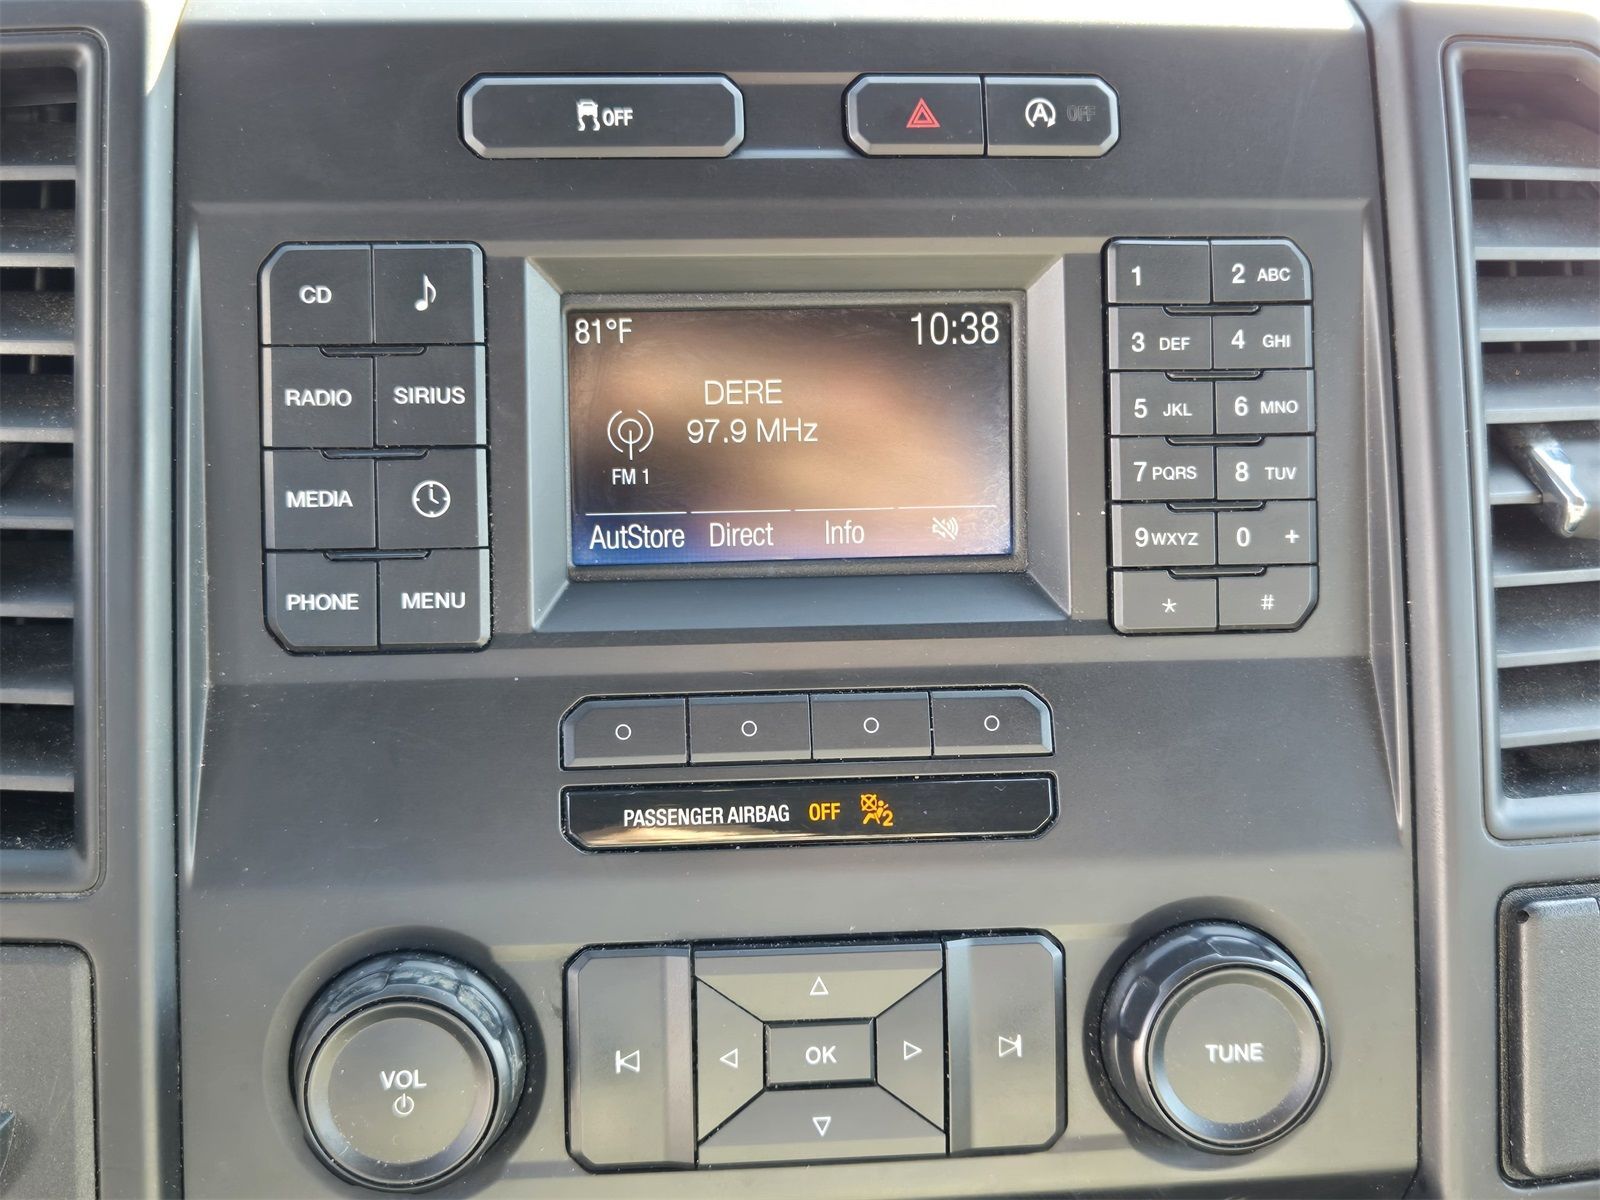 OFF
A OFF
CD
RADIO SIRIUS
MEDIA
PHONE MENU
81°F 10:38
DERE
97.9 MHz
FM 1
AutStore Direct Info
1 2 ABC
3 DEF 4 GHI
5 JKL 6 MNO
7 PQRS 8 TUV
9 WXYZ 0 +
* #
PASSENGER AIRBAG OFF 2
VOL
OK
TUNE